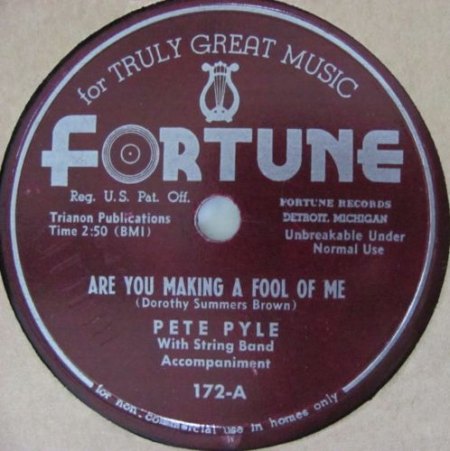 for TRULY GREAT MUSIC
FORTUNE
Reg. U.S. Pat. Off.
Trianon Publications
Time 2:50 (BMI)
FORTUNE RECORDS
DETROIT, MICHIGAN
Unbreakable Under
Normal Use
ARE YOU MAKING A FOOL OF ME
(Dorothy Summers Brown)
PETE PYLE
With String Band
Accompaniment
172-A
for non-commercial use in homes only